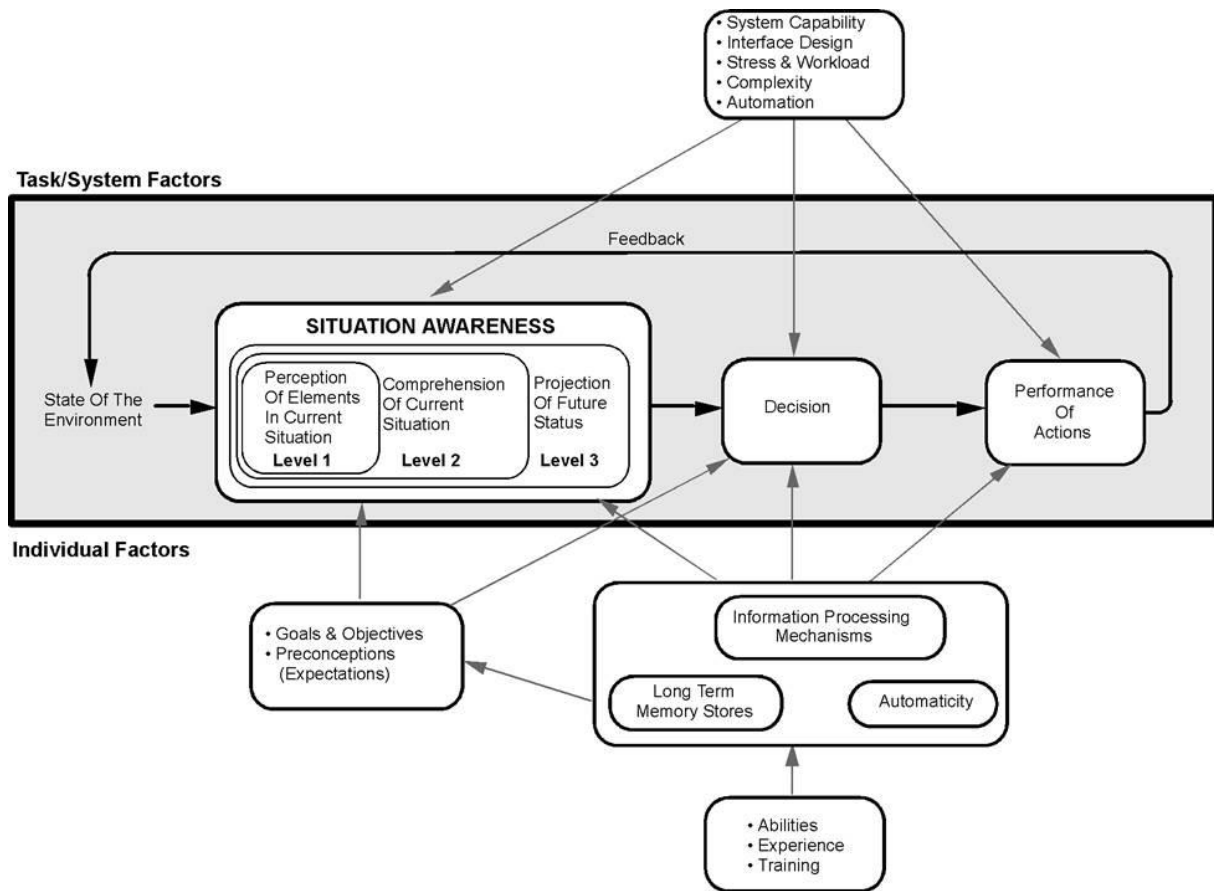 • System Capability
• Interface Design
• Stress & Workload
• Complexity
• Automation
Task/System Factors
Feedback
SITUATION AWARENESS
Perception
Of Elements
In Current
Situation
Level 1
Comprehension
Of Current
Situation
Level 2
Projection
Of Future
Status
Level 3
State Of The
Environment
Decision
Performance
Of
Actions
Individual Factors
• Goals & Objectives
• Preconceptions
(Expectations)
Information Processing
Mechanisms
Long Term
Memory Stores
Automaticity
• Abilities
• Experience
• Training